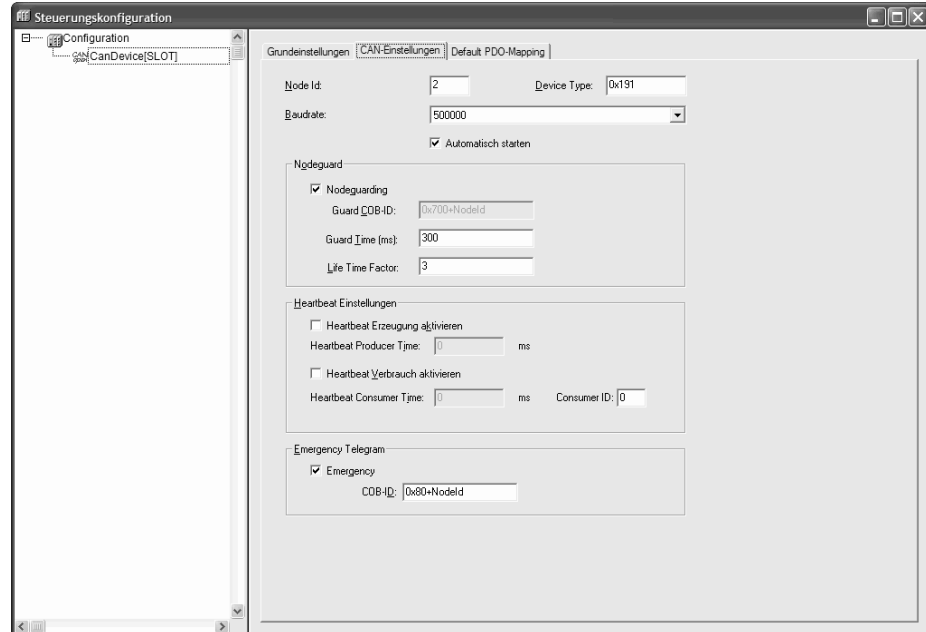 Steuerungskonfiguration
Configuration
CAN open CanDevice[SLOT]
Grundeinstellungen CAN-Einstellungen Default PDO-Mapping
Node Id: 2 Device Type: 0x191
Baudrate: 500000
Automatisch starten
Nodeguard
Nodeguarding
Guard COB-ID: 0x700+NodeId
Guard Time (ms): 300
Life Time Factor: 3
Heartbeat Einstellungen
Heartbeat Erzeugung aktivieren
Heartbeat Producer Time: 0 ms
Heartbeat Verbrauch aktivieren
Heartbeat Consumer Time: 0 ms Consumer ID: 0
Emergency Telegram
Emergency
COB-ID: 0x80+NodeId